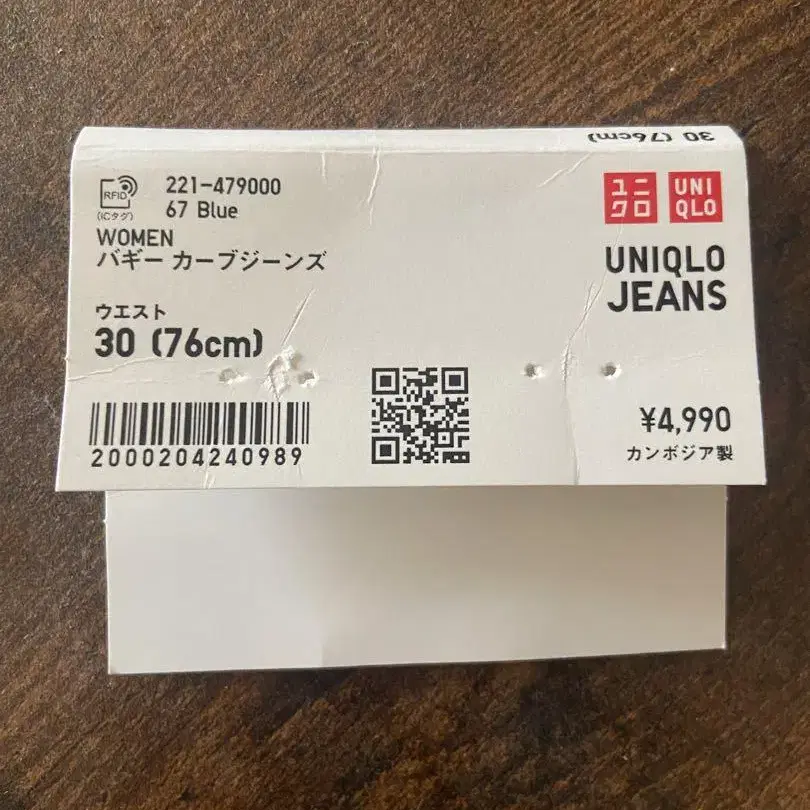 30 (76cm)
RFID
(ICタグ)
221-479000
67 Blue
WOMEN
バギー カーブジーンズ
ウエスト
30 (76cm)
2000204240989
ユニ
クロ
UNI
QLO
UNIQLO
JEANS
¥4,990
カンボジア製